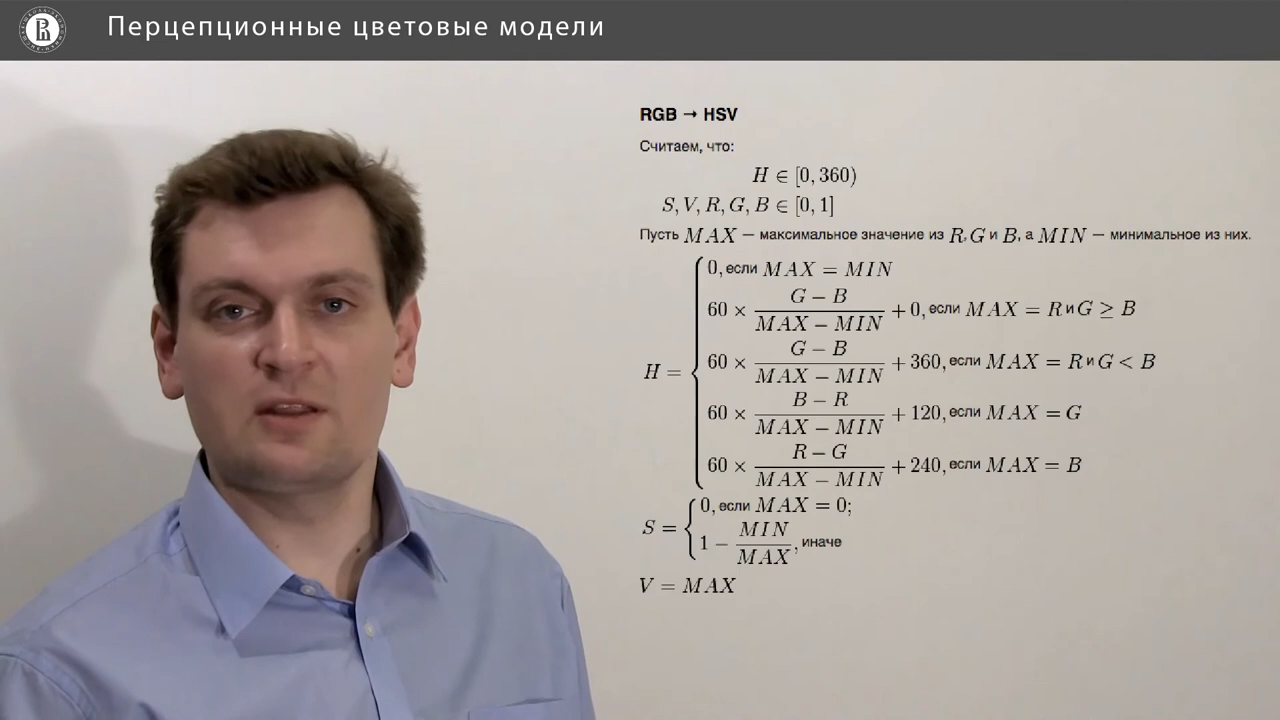 Перцепционные цветовые модели
RGB → HSV
Считаем, что:
H ∈ [0, 360)
S, V, R, G, B ∈ [0, 1]
Пусть MAX — максимальное значение из R, G и B, а MIN — минимальное из них.
H = { 0, если MAX = MIN
60 × (G − B) / (MAX − MIN) + 0, если MAX = R и G ≥ B
60 × (G − B) / (MAX − MIN) + 360, если MAX = R и G < B
60 × (B − R) / (MAX − MIN) + 120, если MAX = G
60 × (R − G) / (MAX − MIN) + 240, если MAX = B
S = { 0, если MAX = 0;
1 − MIN / MAX, иначе
V = MAX